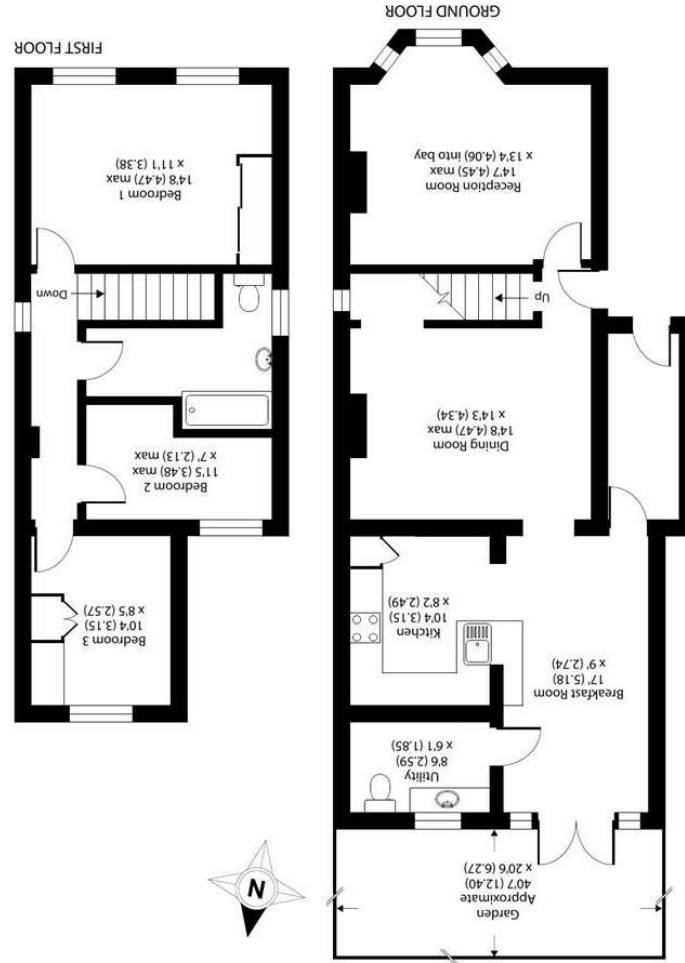 Garden
Approximate
40'7 (12.40)
x 20'6 (6.27)
N
Utility
8'6 (2.59)
x 6'1 (1.85)
Breakfast Room
17' (5.18)
x 9' (2.74)
Kitchen
10'4 (3.15)
x 8'2 (2.49)
Dining Room
14'8 (4.47) max
x 14'3 (4.34)
Up
Reception Room
14'7 (4.45) max
x 13'4 (4.06) into bay
GROUND FLOOR
Bedroom 3
10'4 (3.15)
x 8'5 (2.57)
Bedroom 2
11'5 (3.48) max
x 7' (2.13) max
Down
Bedroom 1
14'8 (4.47) max
x 11'1 (3.38)
FIRST FLOOR